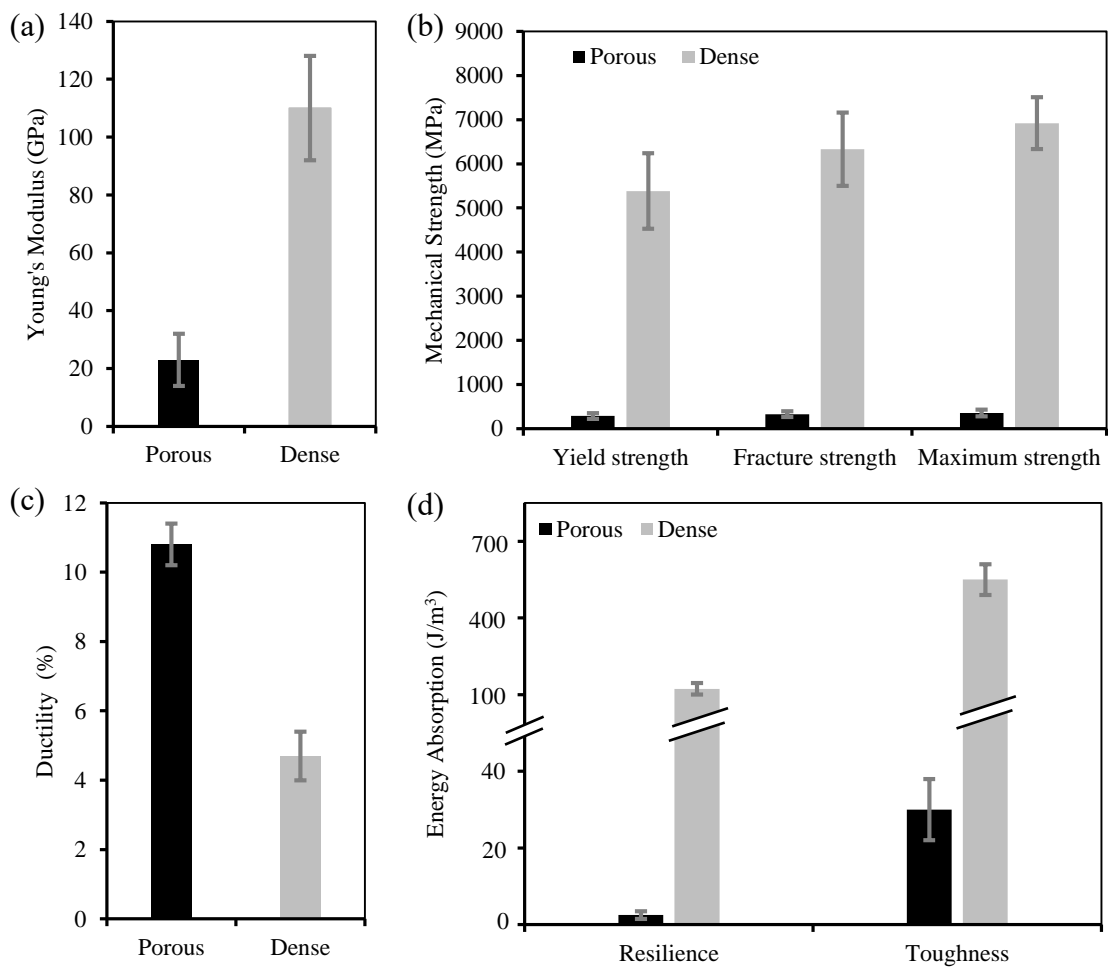 (a)
Young's Modulus (GPa)
140
120
100
80
60
40
20
0
Porous Dense
(b)
Mechanical Strength (MPa)
9000
8000
7000
6000
5000
4000
3000
2000
1000
0
Porous Dense
Yield strength Fracture strength Maximum strength
(c)
Ductility (%)
12
10
8
6
4
2
0
Porous Dense
(d)
Energy Absorption (J/m³)
700
400
100
40
20
0
Porous Dense
Resilience Toughness